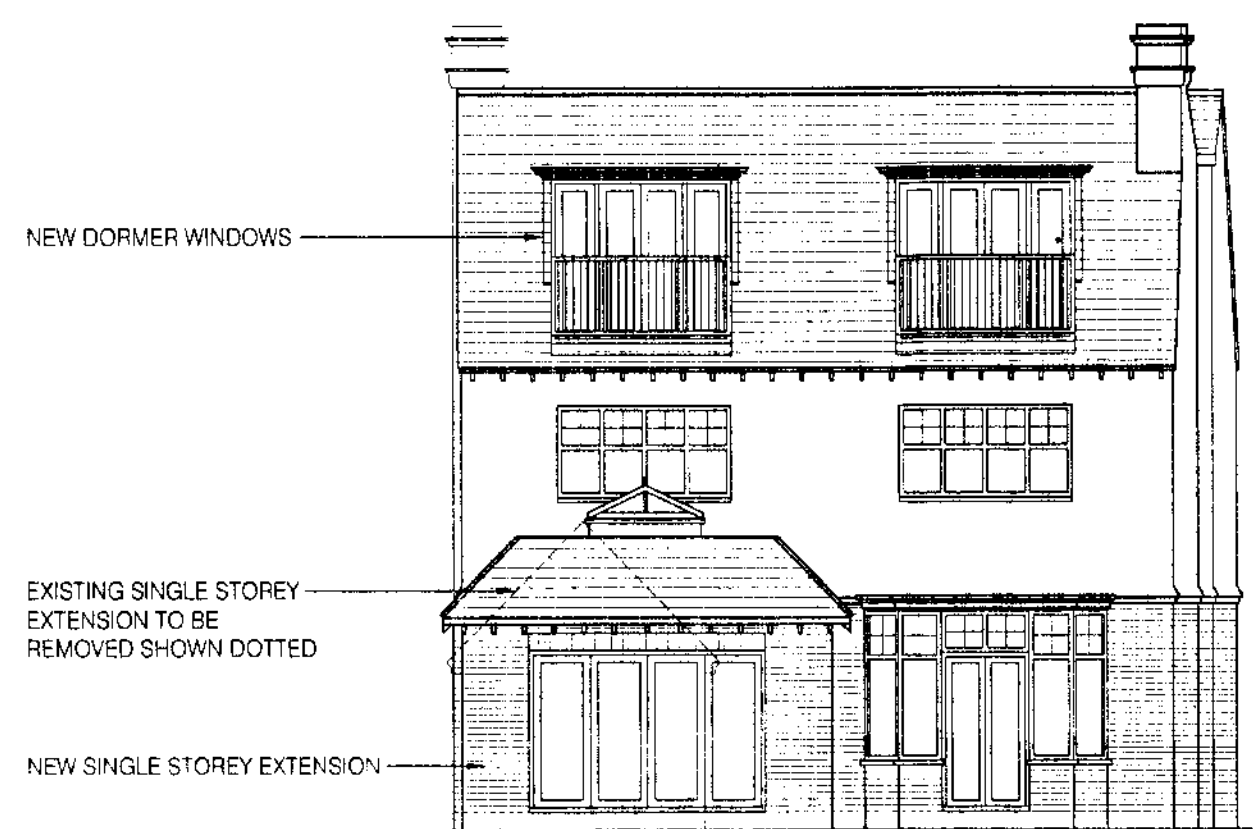 NEW DORMER WINDOWS
EXISTING SINGLE STOREY
EXTENSION TO BE
REMOVED SHOWN DOTTED
NEW SINGLE STOREY EXTENSION